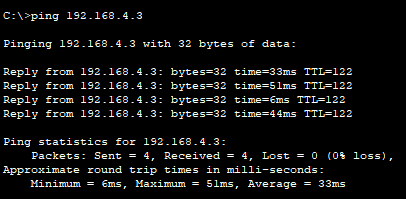 C:\>ping 192.168.4.3
Pinging 192.168.4.3 with 32 bytes of data:
Reply from 192.168.4.3: bytes=32 time=33ms TTL=122
Reply from 192.168.4.3: bytes=32 time=51ms TTL=122
Reply from 192.168.4.3: bytes=32 time=6ms TTL=122
Reply from 192.168.4.3: bytes=32 time=44ms TTL=122
Ping statistics for 192.168.4.3:
Packets: Sent = 4, Received = 4, Lost = 0 (0% loss),
Approximate round trip times in milli-seconds:
Minimum = 6ms, Maximum = 51ms, Average = 33ms